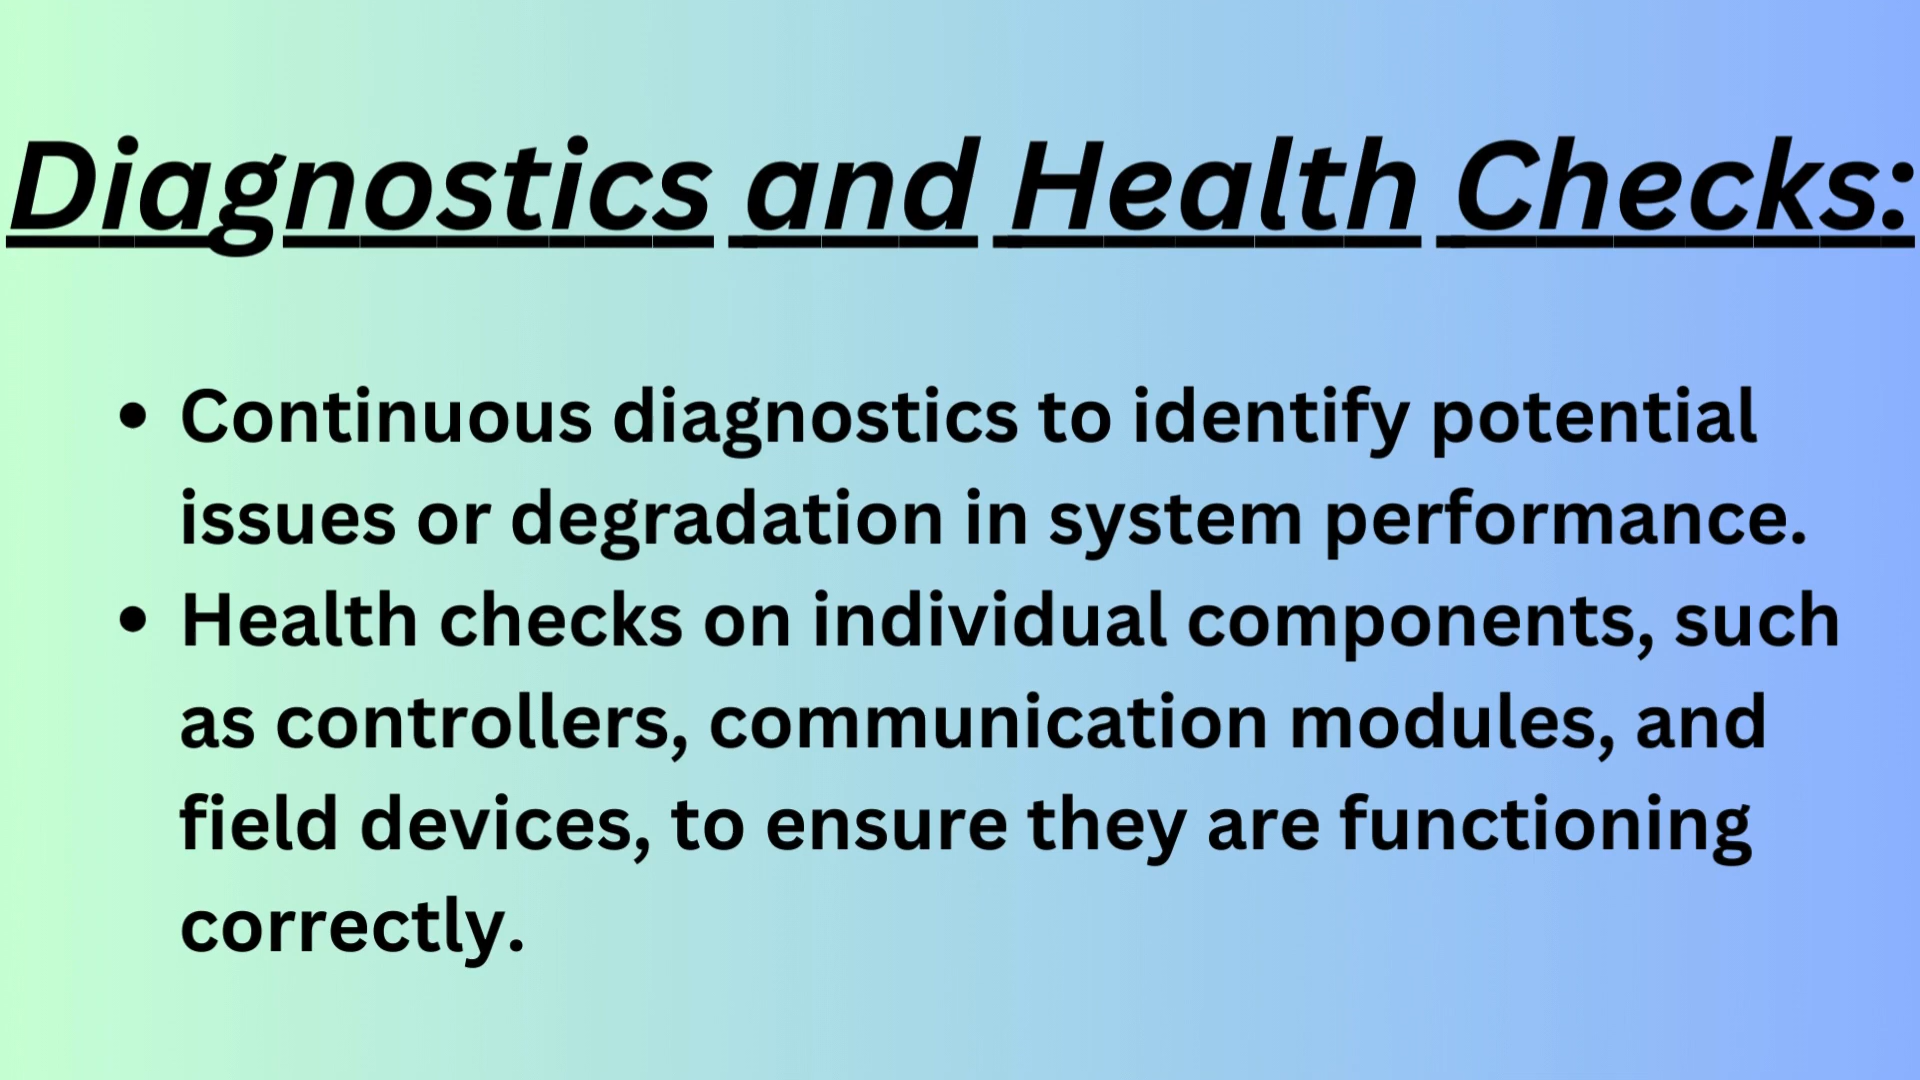 Diagnostics and Health Checks:
• Continuous diagnostics to identify potential
issues or degradation in system performance.
• Health checks on individual components, such
as controllers, communication modules, and
field devices, to ensure they are functioning
correctly.